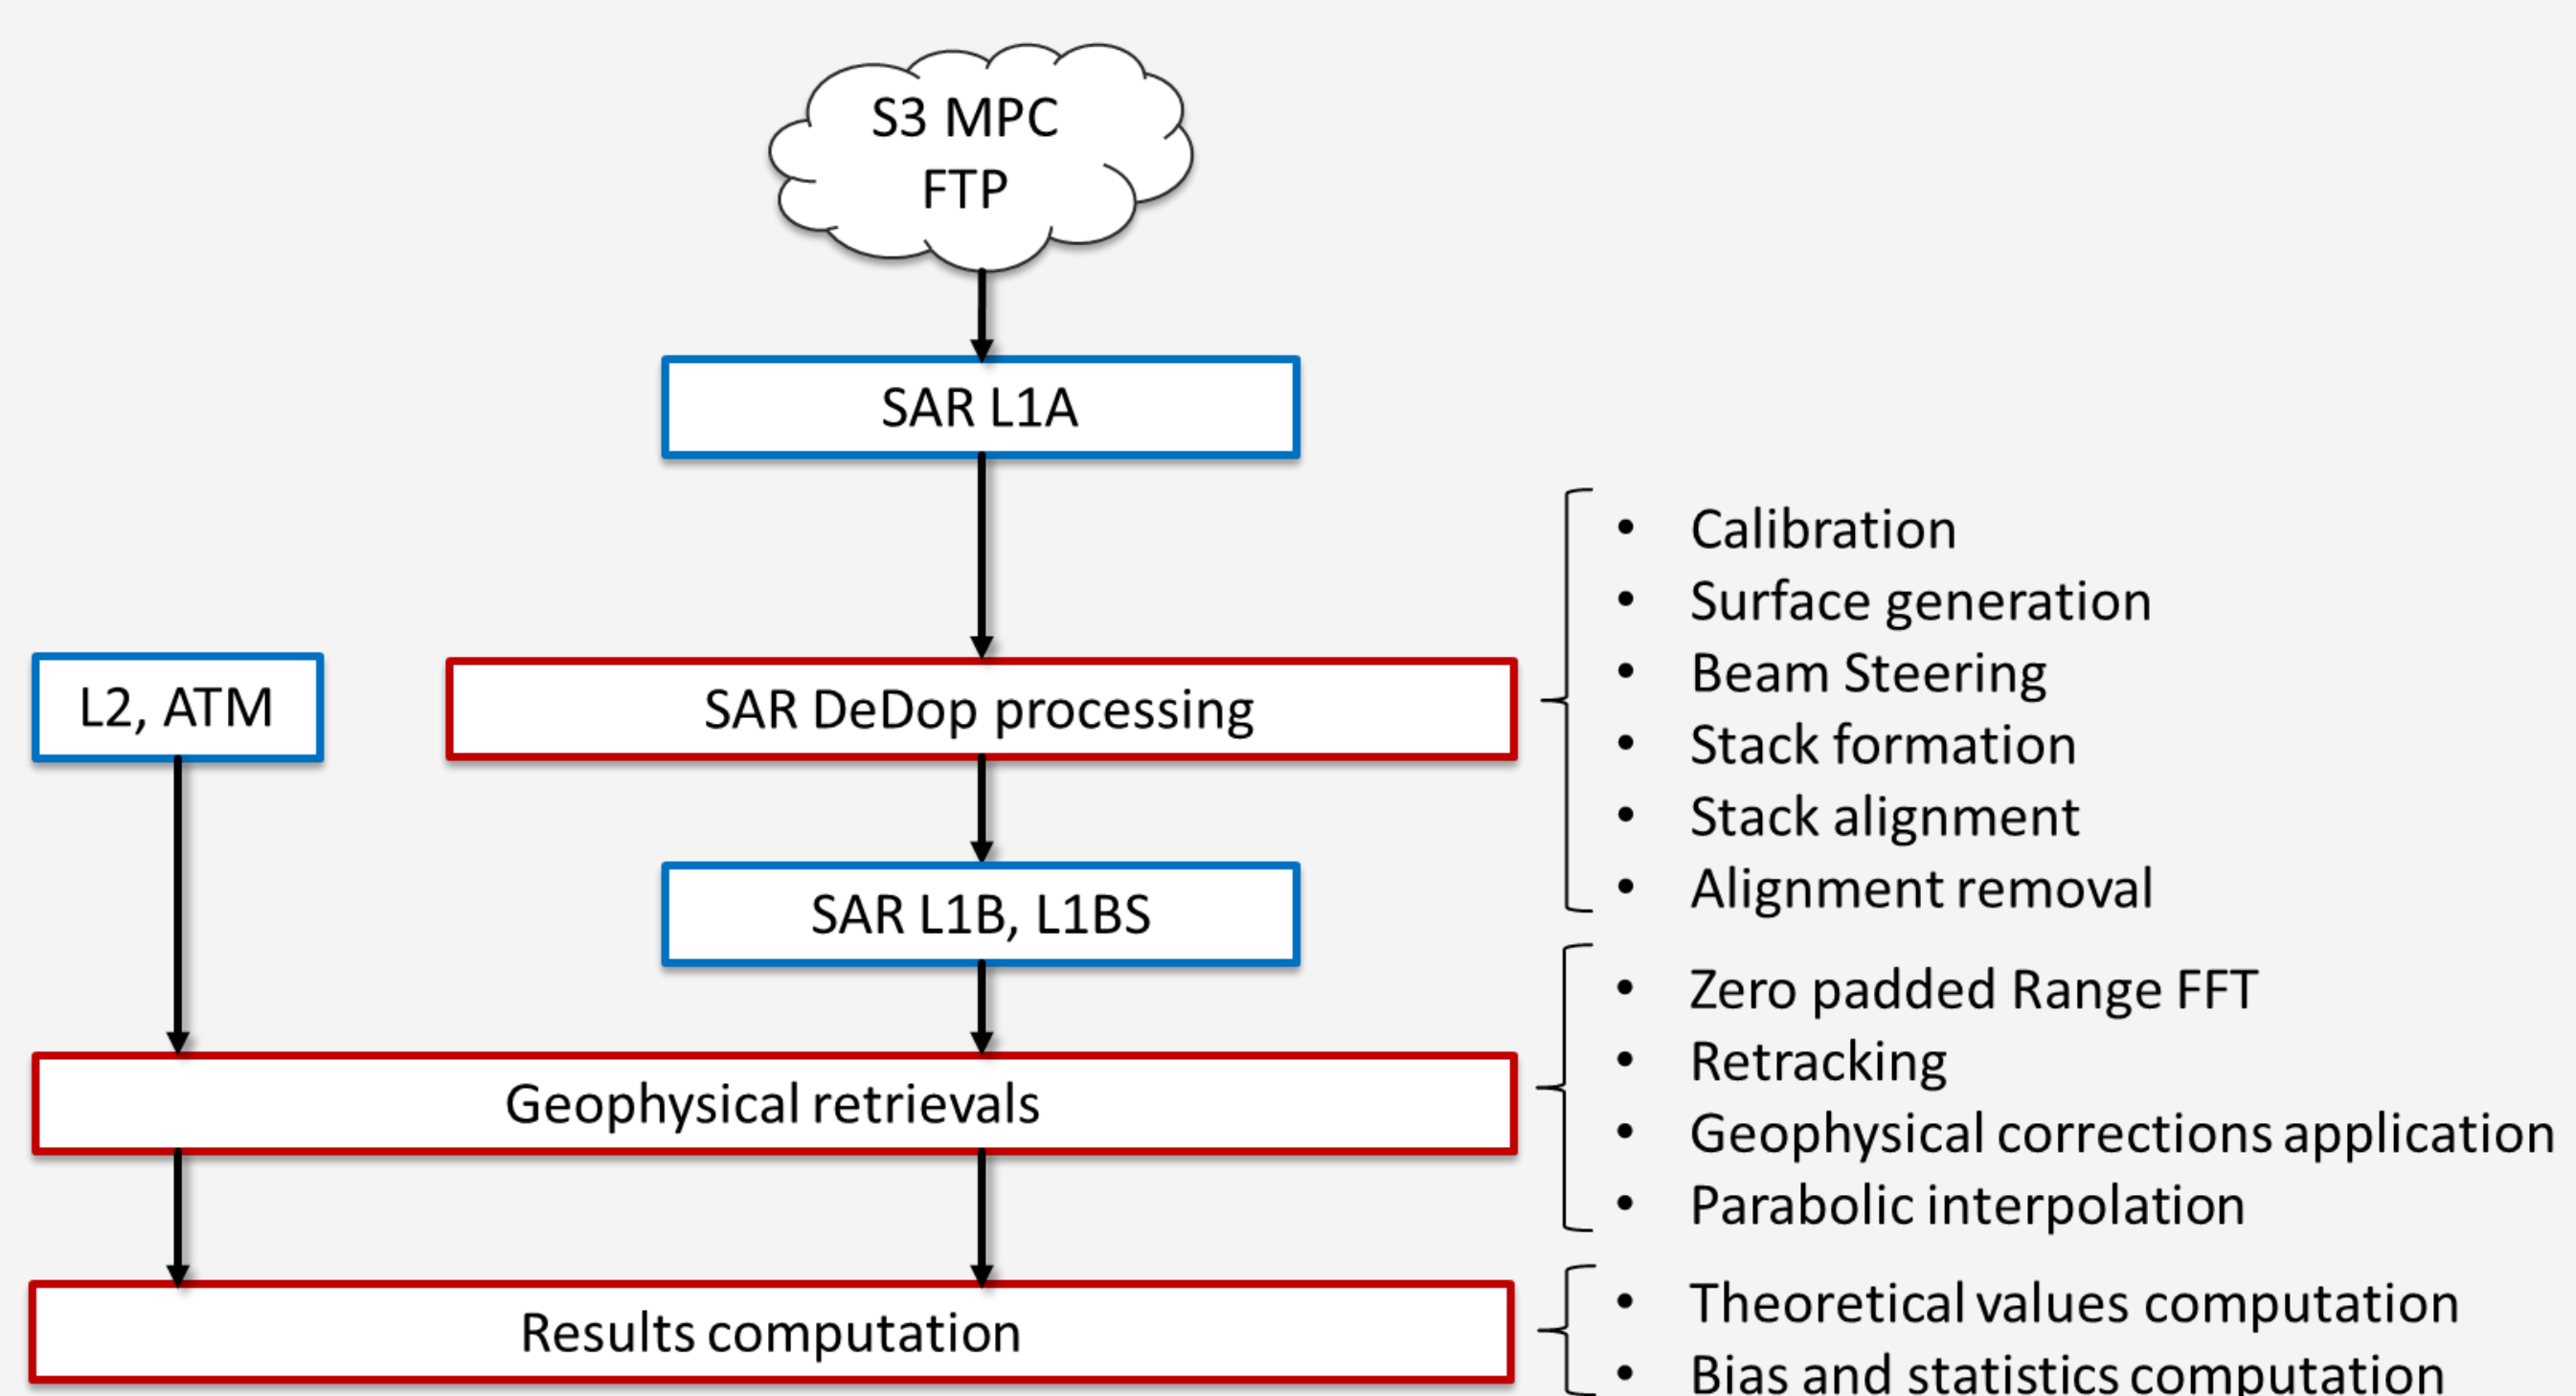 S3 MPC
FTP
SAR L1A
L2, ATM
SAR DeDop processing
SAR L1B, L1BS
Geophysical retrievals
Results computation
• Calibration
• Surface generation
• Beam Steering
• Stack formation
• Stack alignment
• Alignment removal
• Zero padded Range FFT
• Retracking
• Geophysical corrections application
• Parabolic interpolation
• Theoretical values computation
• Bias and statistics computation